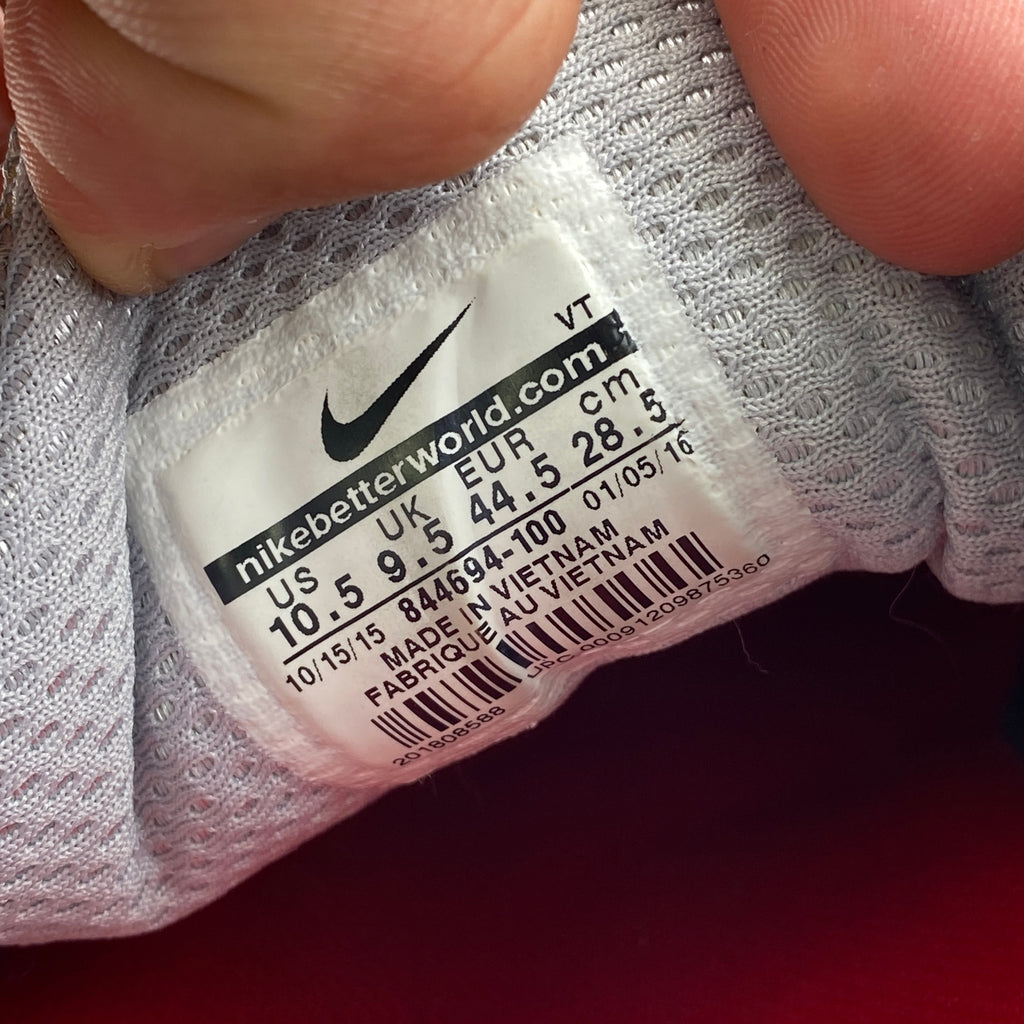 VT
nikebetterworld.com
US UK EUR cm
10.5 9.5 44.5 28.5
10/15/15 844694-100 01/05/16
MADE IN VIETNAM
FABRIQUE AU VIETNAM
201808588 UPC 00091209875360